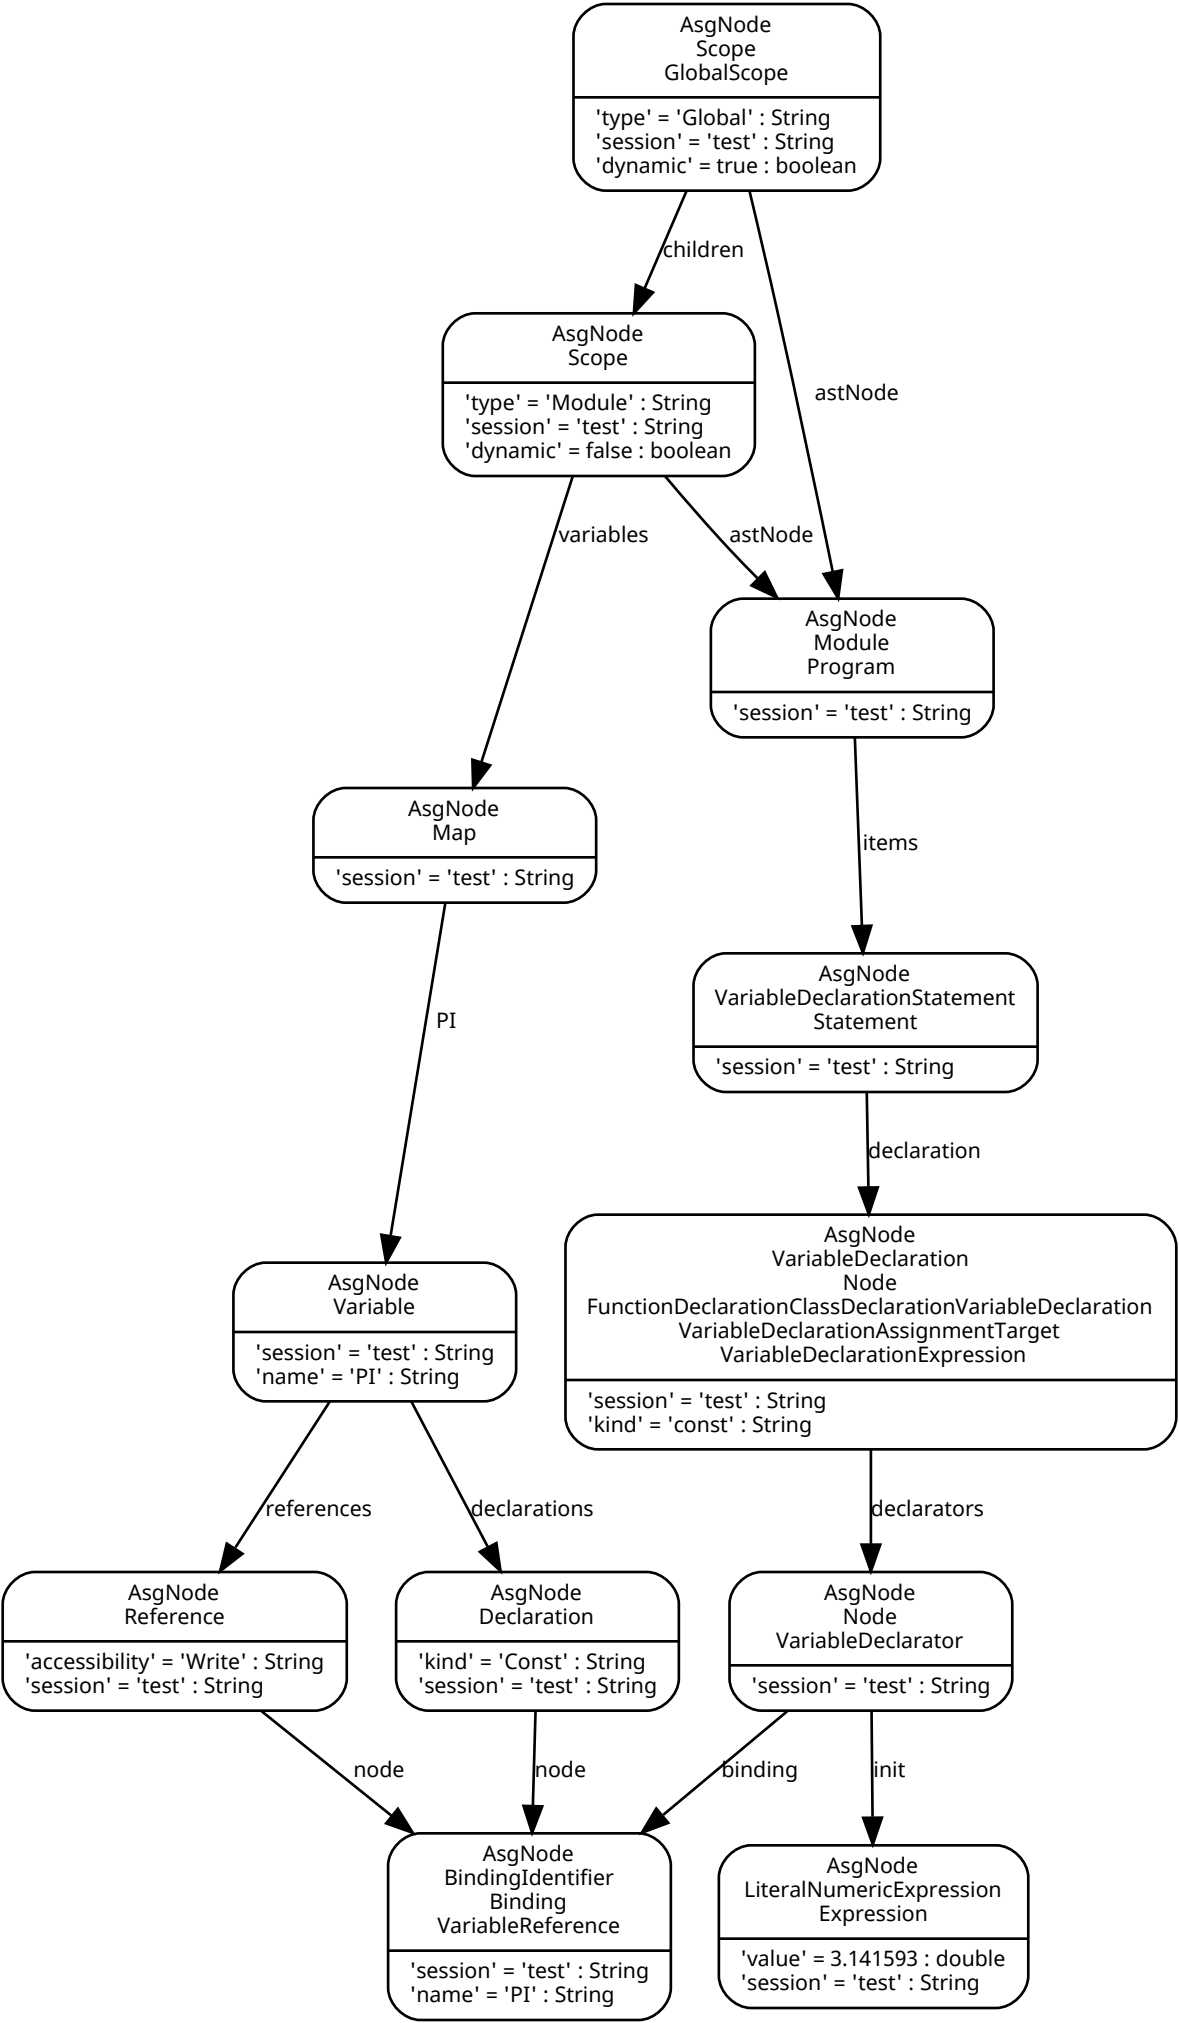 AsgNode
Scope
GlobalScope
'type' = 'Global' : String
'session' = 'test' : String
'dynamic' = true : boolean
children
AsgNode
Scope
'type' = 'Module' : String
'session' = 'test' : String
'dynamic' = false : boolean
astNode
variables
astNode
AsgNode
Module
Program
'session' = 'test' : String
AsgNode
Map
'session' = 'test' : String
items
AsgNode
VariableDeclarationStatement
Statement
'session' = 'test' : String
PI
declaration
AsgNode
VariableDeclaration
Node
FunctionDeclarationClassDeclarationVariableDeclaration
VariableDeclarationAssignmentTarget
VariableDeclarationExpression
'session' = 'test' : String
'kind' = 'const' : String
AsgNode
Variable
'session' = 'test' : String
'name' = 'PI' : String
references
declarations
declarators
AsgNode
Reference
'accessibility' = 'Write' : String
'session' = 'test' : String
AsgNode
Declaration
'kind' = 'Const' : String
'session' = 'test' : String
AsgNode
Node
VariableDeclarator
'session' = 'test' : String
node
node
binding
init
AsgNode
BindingIdentifier
Binding
VariableReference
'session' = 'test' : String
'name' = 'PI' : String
AsgNode
LiteralNumericExpression
Expression
'value' = 3.141593 : double
'session' = 'test' : String